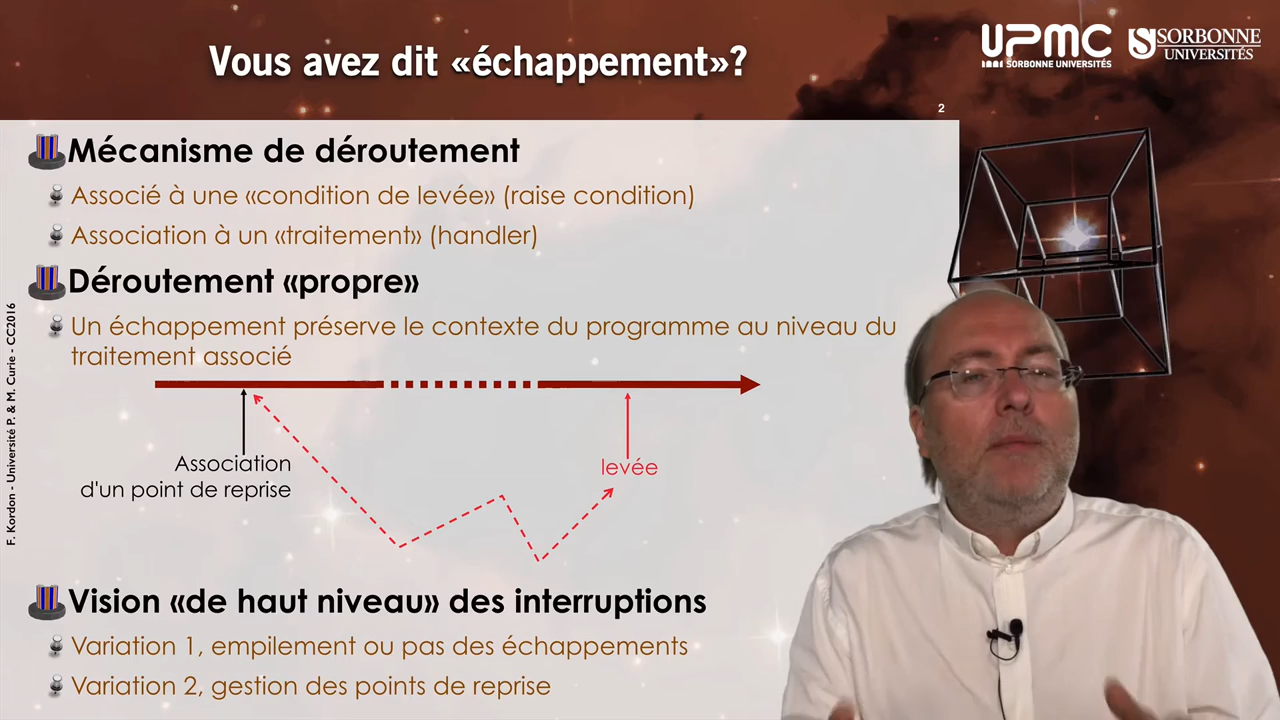 Vous avez dit «échappement»?
UPMC
SORBONNE UNIVERSITÉS
SORBONNE
UNIVERSITÉS
2
Mécanisme de déroutement
Associé à une «condition de levée» (raise condition)
Association à un «traitement» (handler)
Déroutement «propre»
Un échappement préserve le contexte du programme au niveau du
traitement associé
Association
d'un point de reprise
levée
Vision «de haut niveau» des interruptions
Variation 1, empilement ou pas des échappements
Variation 2, gestion des points de reprise
F. Kordon - Université P. & M. Curie - CC2016